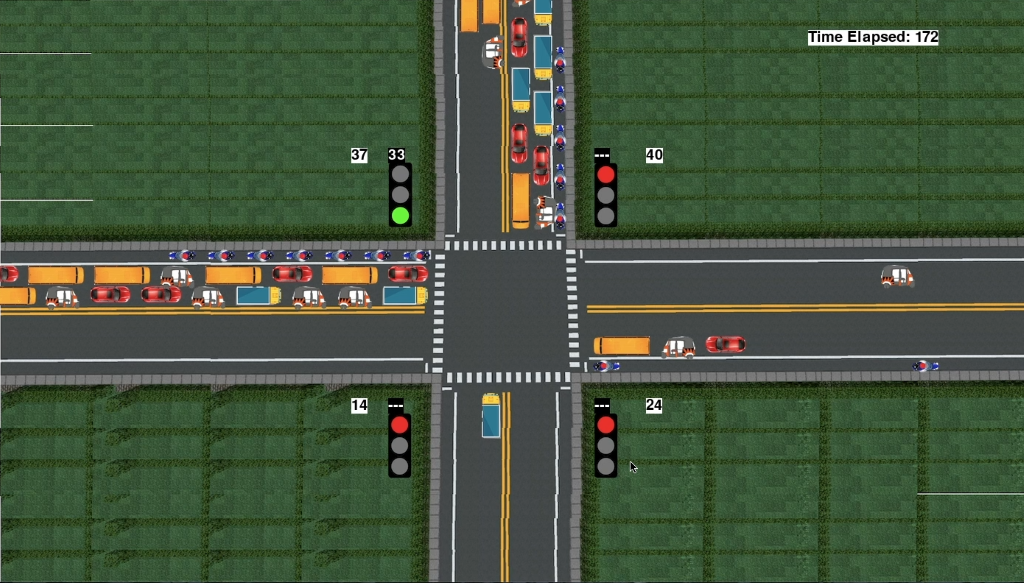 Time Elapsed: 172
37 33
--- 40
14 ---
--- 24